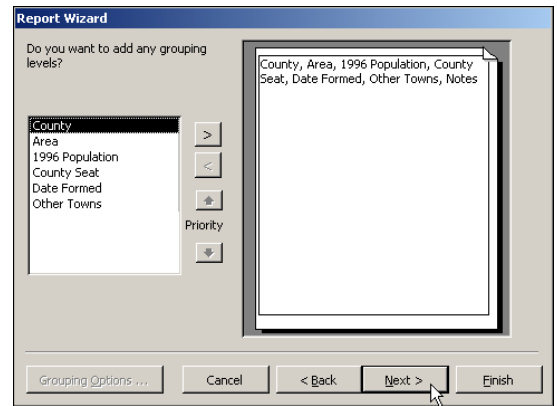 Report Wizard
Do you want to add any grouping
levels?
County
Area
1996 Population
County Seat
Date Formed
Other Towns
>
<
Priority
County, Area, 1996 Population, County
Seat, Date Formed, Other Towns, Notes
Grouping Options ...
Cancel
< Back
Next >
Finish